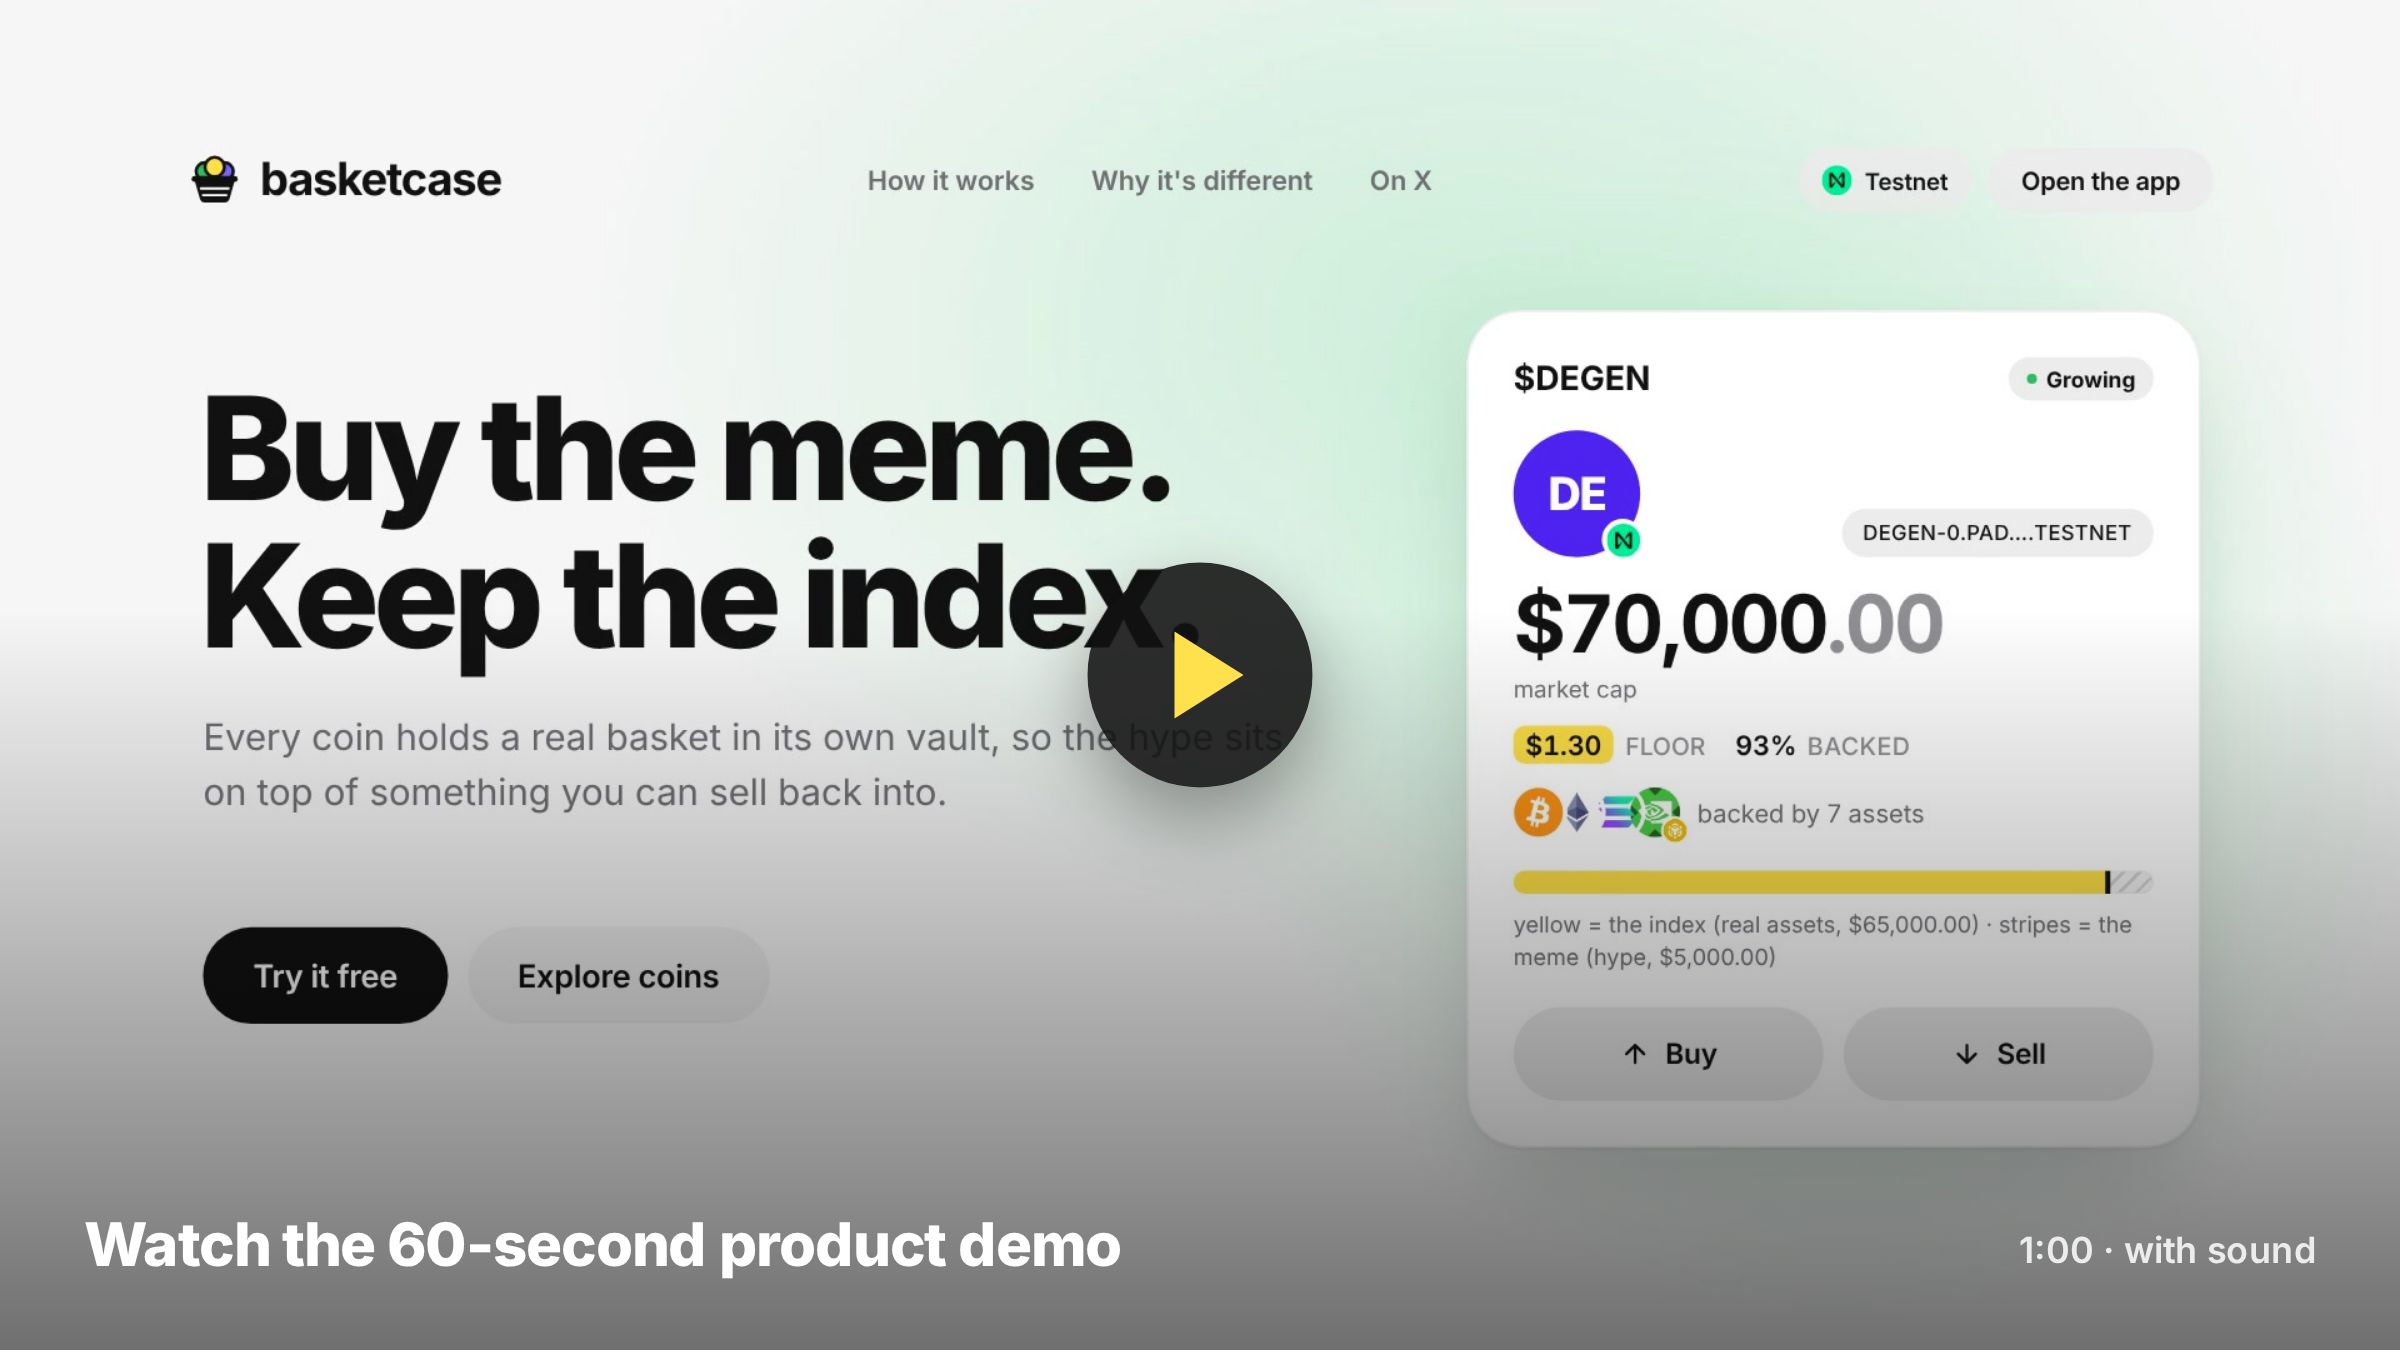 basketcase
How it works
Why it's different
On X
Testnet
Open the app
Buy the meme.
Keep the index.
Every coin holds a real basket in its own vault, so the hype sits
on top of something you can sell back into.
Try it free
Explore coins
$DEGEN
Growing
DE
DEGEN-0.PAD....TESTNET
$70,000.00
market cap
$1.30 FLOOR 93% BACKED
backed by 7 assets
yellow = the index (real assets, $65,000.00) · stripes = the
meme (hype, $5,000.00)
↑ Buy
↓ Sell
Watch the 60-second product demo
1:00 · with sound